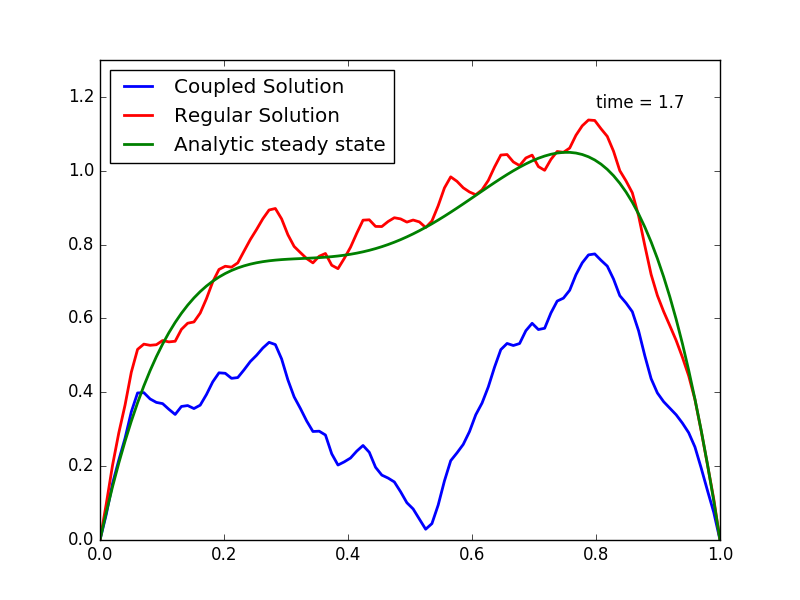 Coupled Solution
Regular Solution
Analytic steady state
time = 1.7
1.2
1.0
0.8
0.6
0.4
0.2
0.0
0.0 0.2 0.4 0.6 0.8 1.0